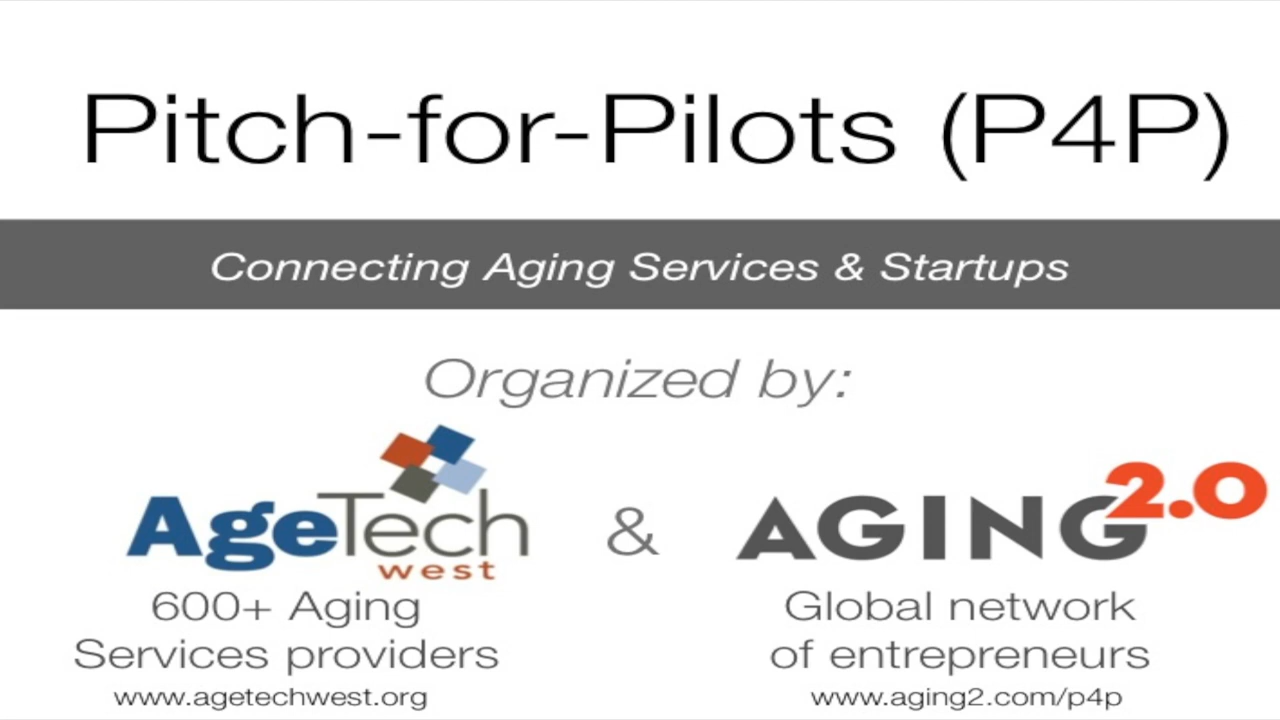 Pitch-for-Pilots (P4P)
Connecting Aging Services & Startups
Organized by:
AgeTech
west
&
AGING2.0
600+ Aging
Services providers
www.agetechwest.org
Global network
of entrepreneurs
www.aging2.com/p4p